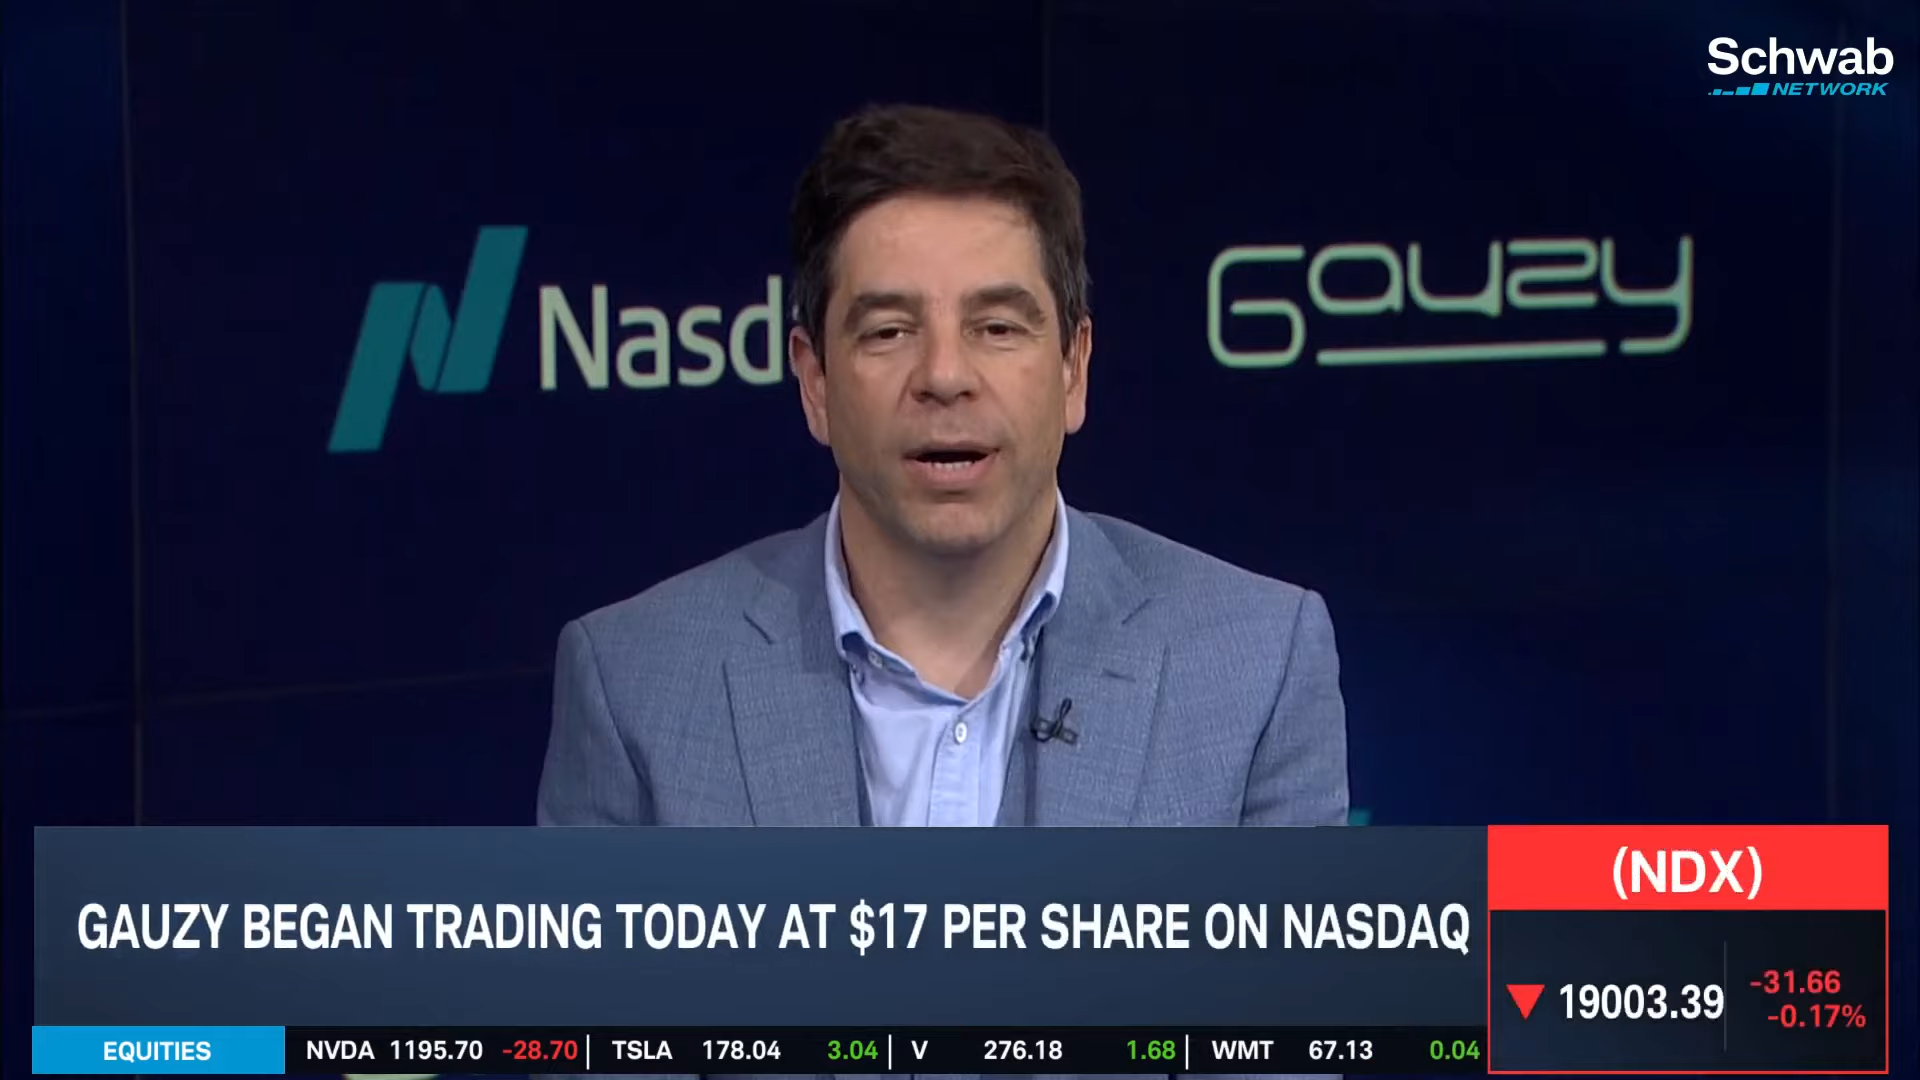 Schwab
NETWORK
Nasd
Gauzy
(NDX)
GAUZY BEGAN TRADING TODAY AT $17 PER SHARE ON NASDAQ
19003.39
-31.66
-0.17%
EQUITIES
NVDA 1195.70 -28.70 TSLA 178.04 3.04 V 276.18 1.68 WMT 67.13 0.04